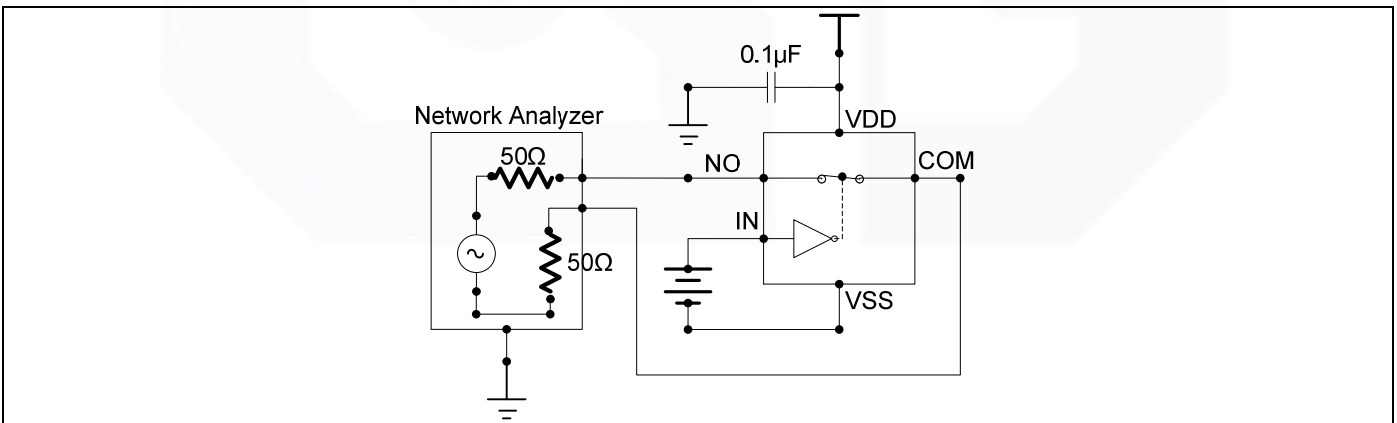 0.1µF
VDD
Network Analyzer
50Ω
NO
COM
IN
50Ω
VSS